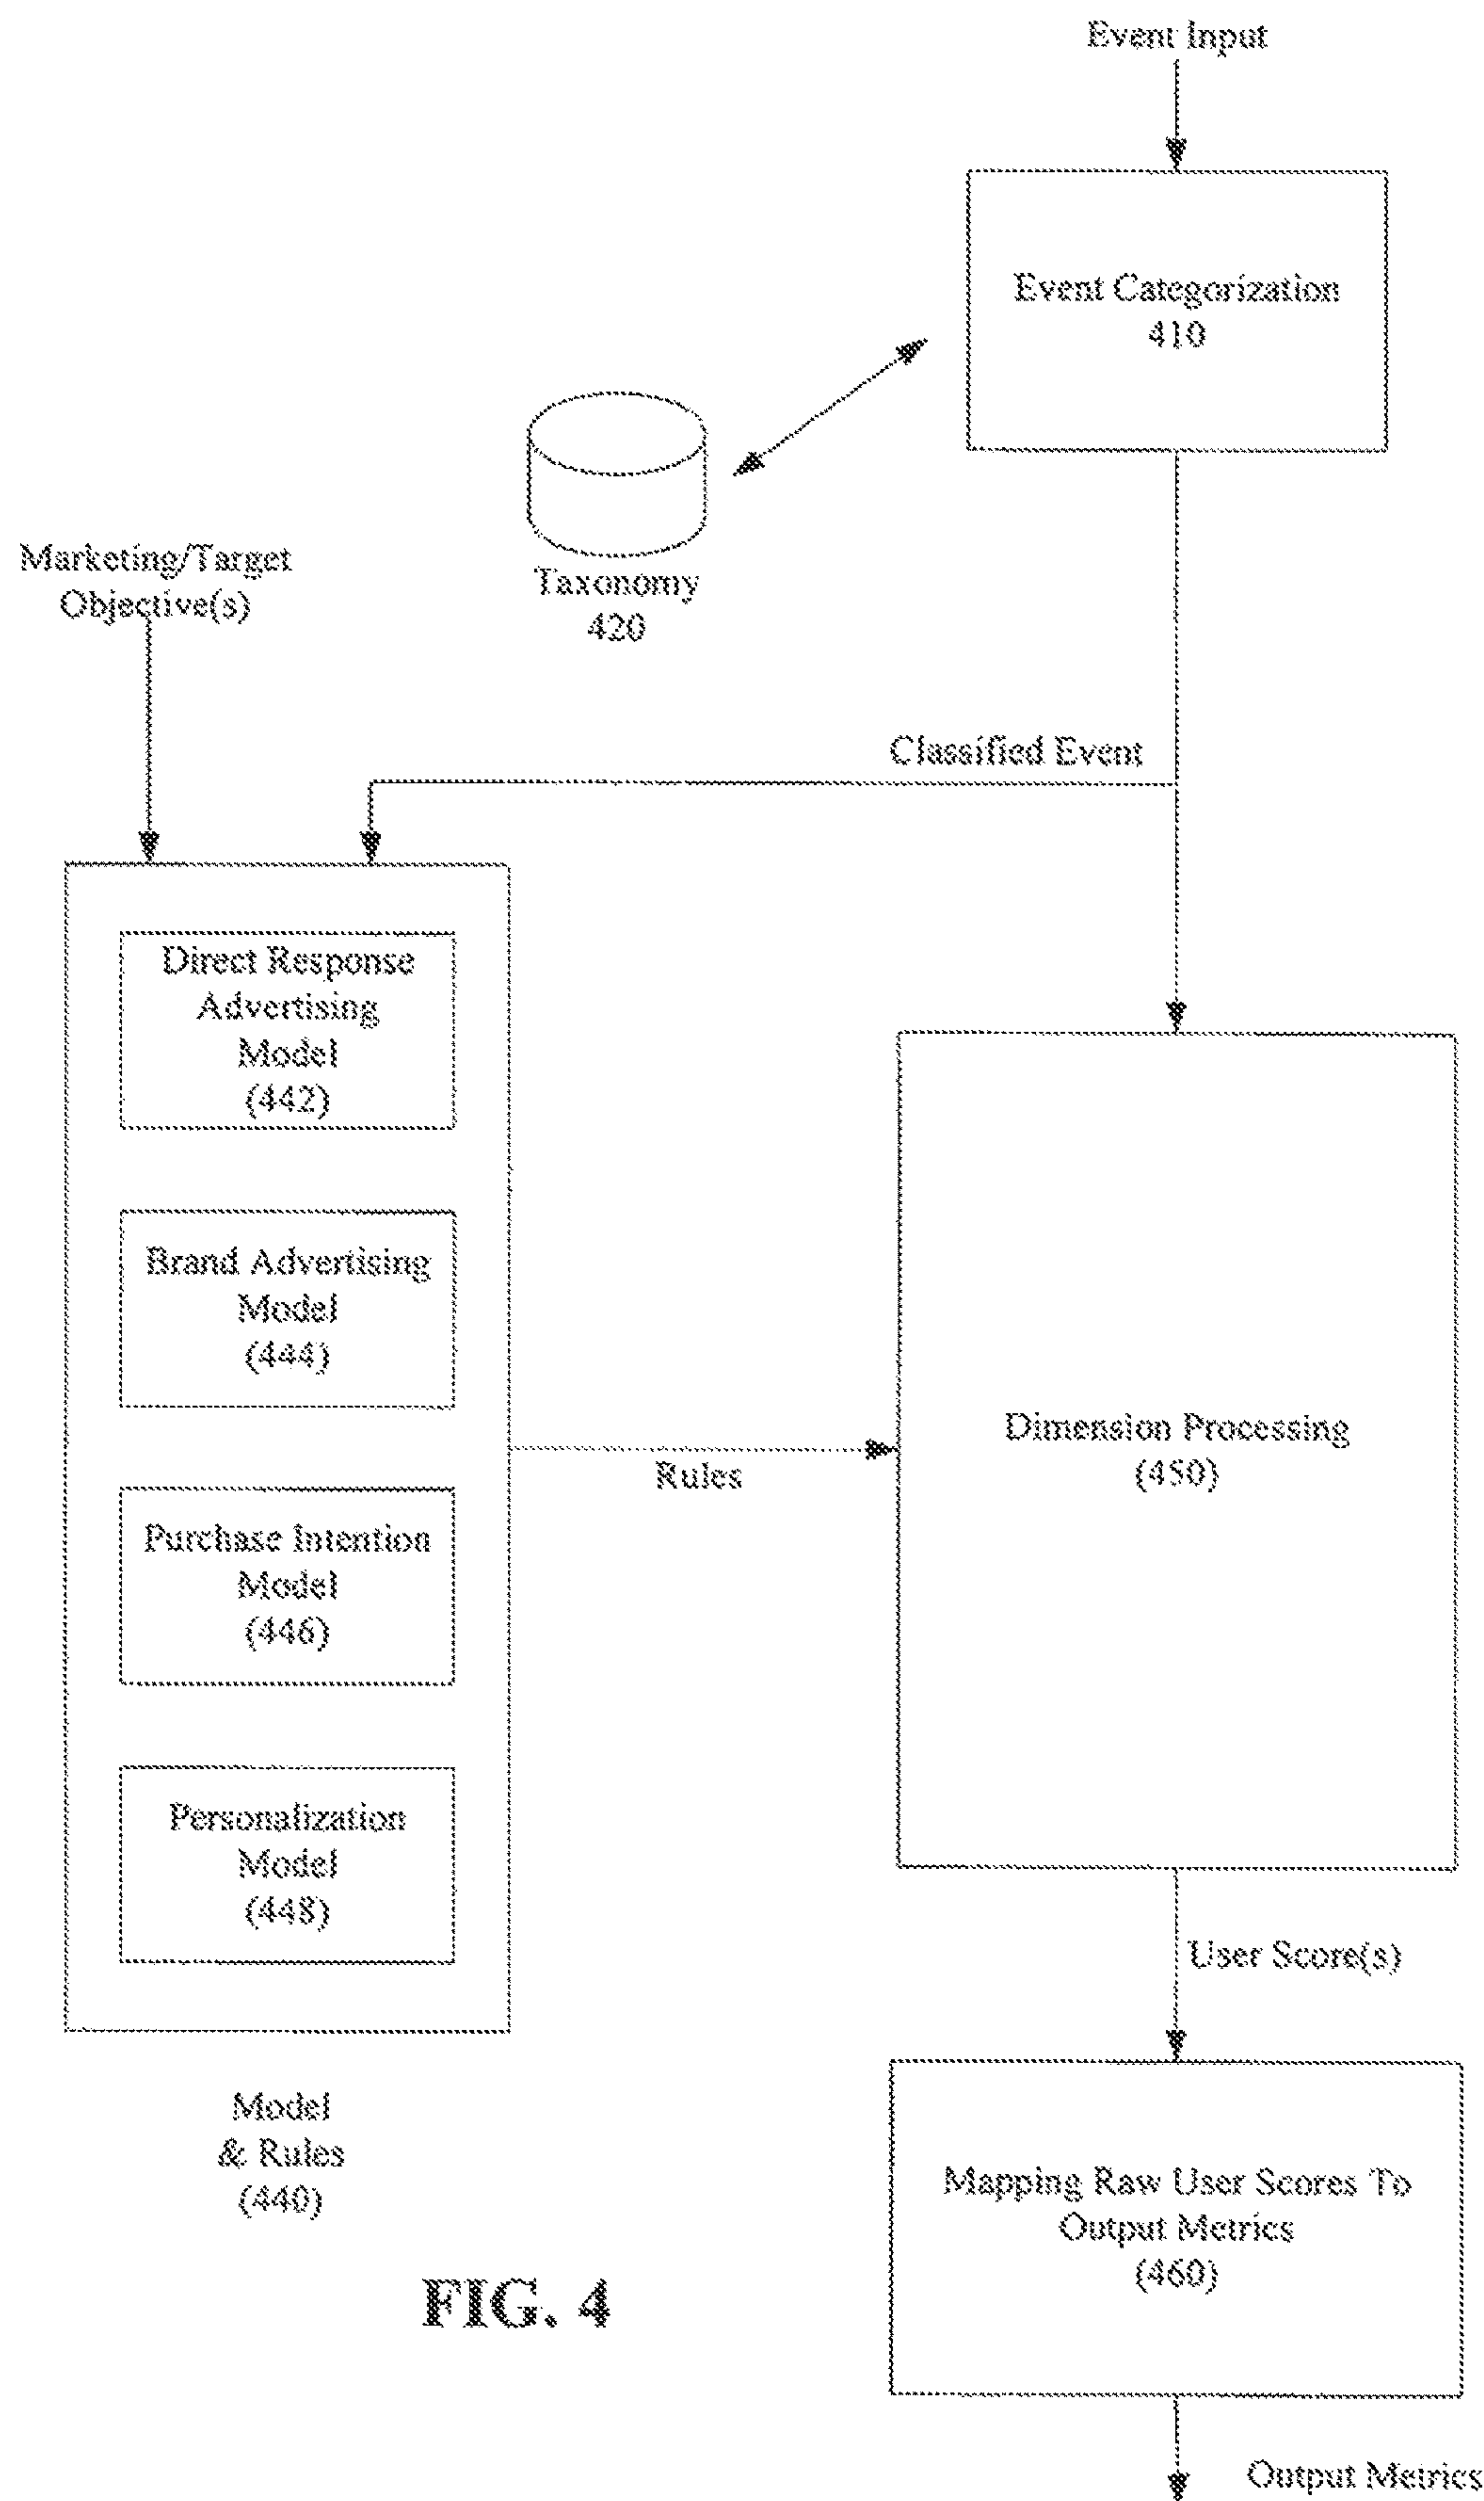 Event Input
Event Categorization
410
Taxonomy
420
Marketing/Target
Objective(s)
Classified Event
Direct Response
Advertising
Model
(442)
Brand Advertising
Model
(444)
Purchase Intention
Model
(446)
Personalization
Model
(448)
Rules
Dimension Processing
(450)
User Score(s)
Model
& Rules
(440)
Mapping Raw User Scores To
Output Metrics
(460)
FIG. 4
Output Metrics